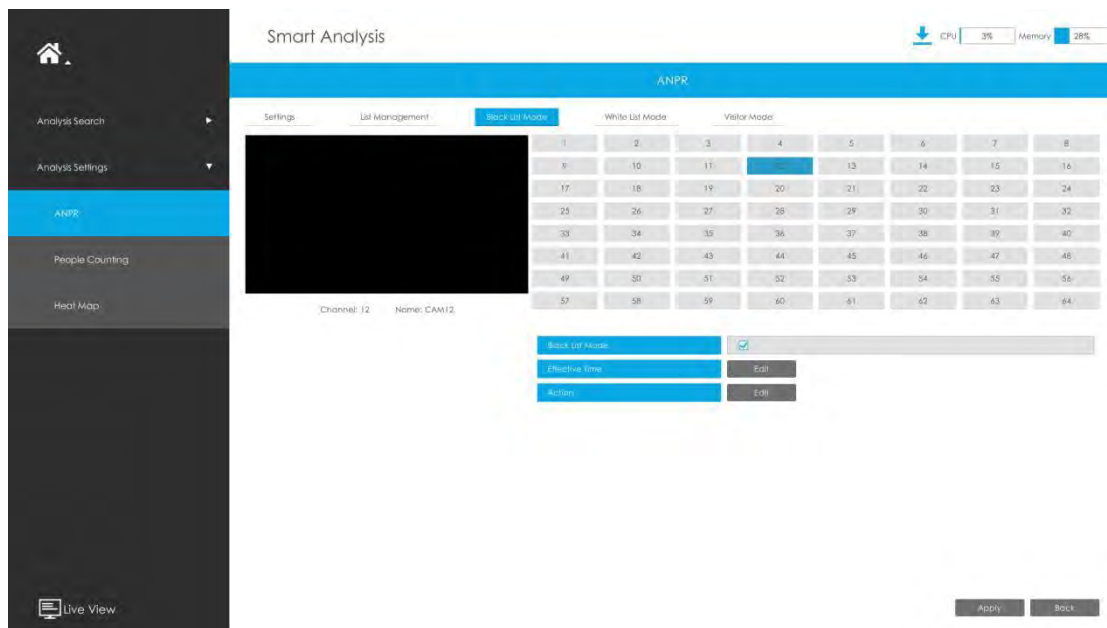 Smart Analysis
CPU 3% Memory 28%
ANPR
Analysis Search
Analysis Settings
ANPR
People Counting
Heat Map
Live View
Settings List Management Black List Mode White List Mode Visitor Mode
1 2 3 4 5 6 7 8
9 10 11 12 13 14 15 16
17 18 19 20 21 22 23 24
25 26 27 28 29 30 31 32
33 34 35 36 37 38 39 40
41 42 43 44 45 46 47 48
49 50 51 52 53 54 55 56
57 58 59 60 61 62 63 64
Channel: 12 Name: CAM12
Black List Mode
Effective Time Edit
Action Edit
Apply Back